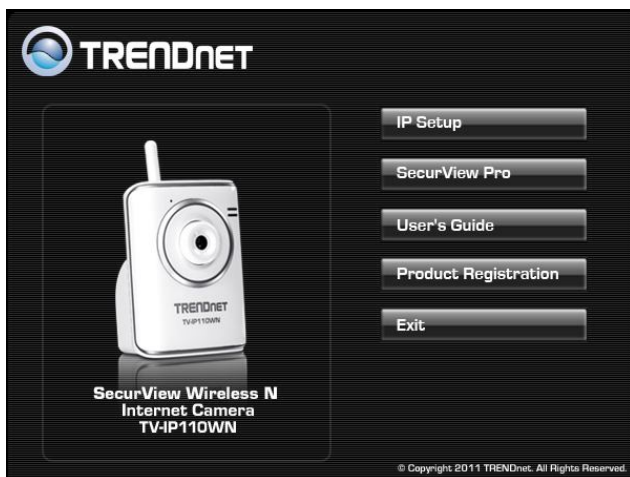 TRENDNET
IP Setup
SecurView Pro
User's Guide
Product Registration
Exit
TRENDNET
TV-IP110WN
SecurView Wireless N
Internet Camera
TV-IP110WN
© Copyright 2011 TRENDnet. All Rights Reserved.